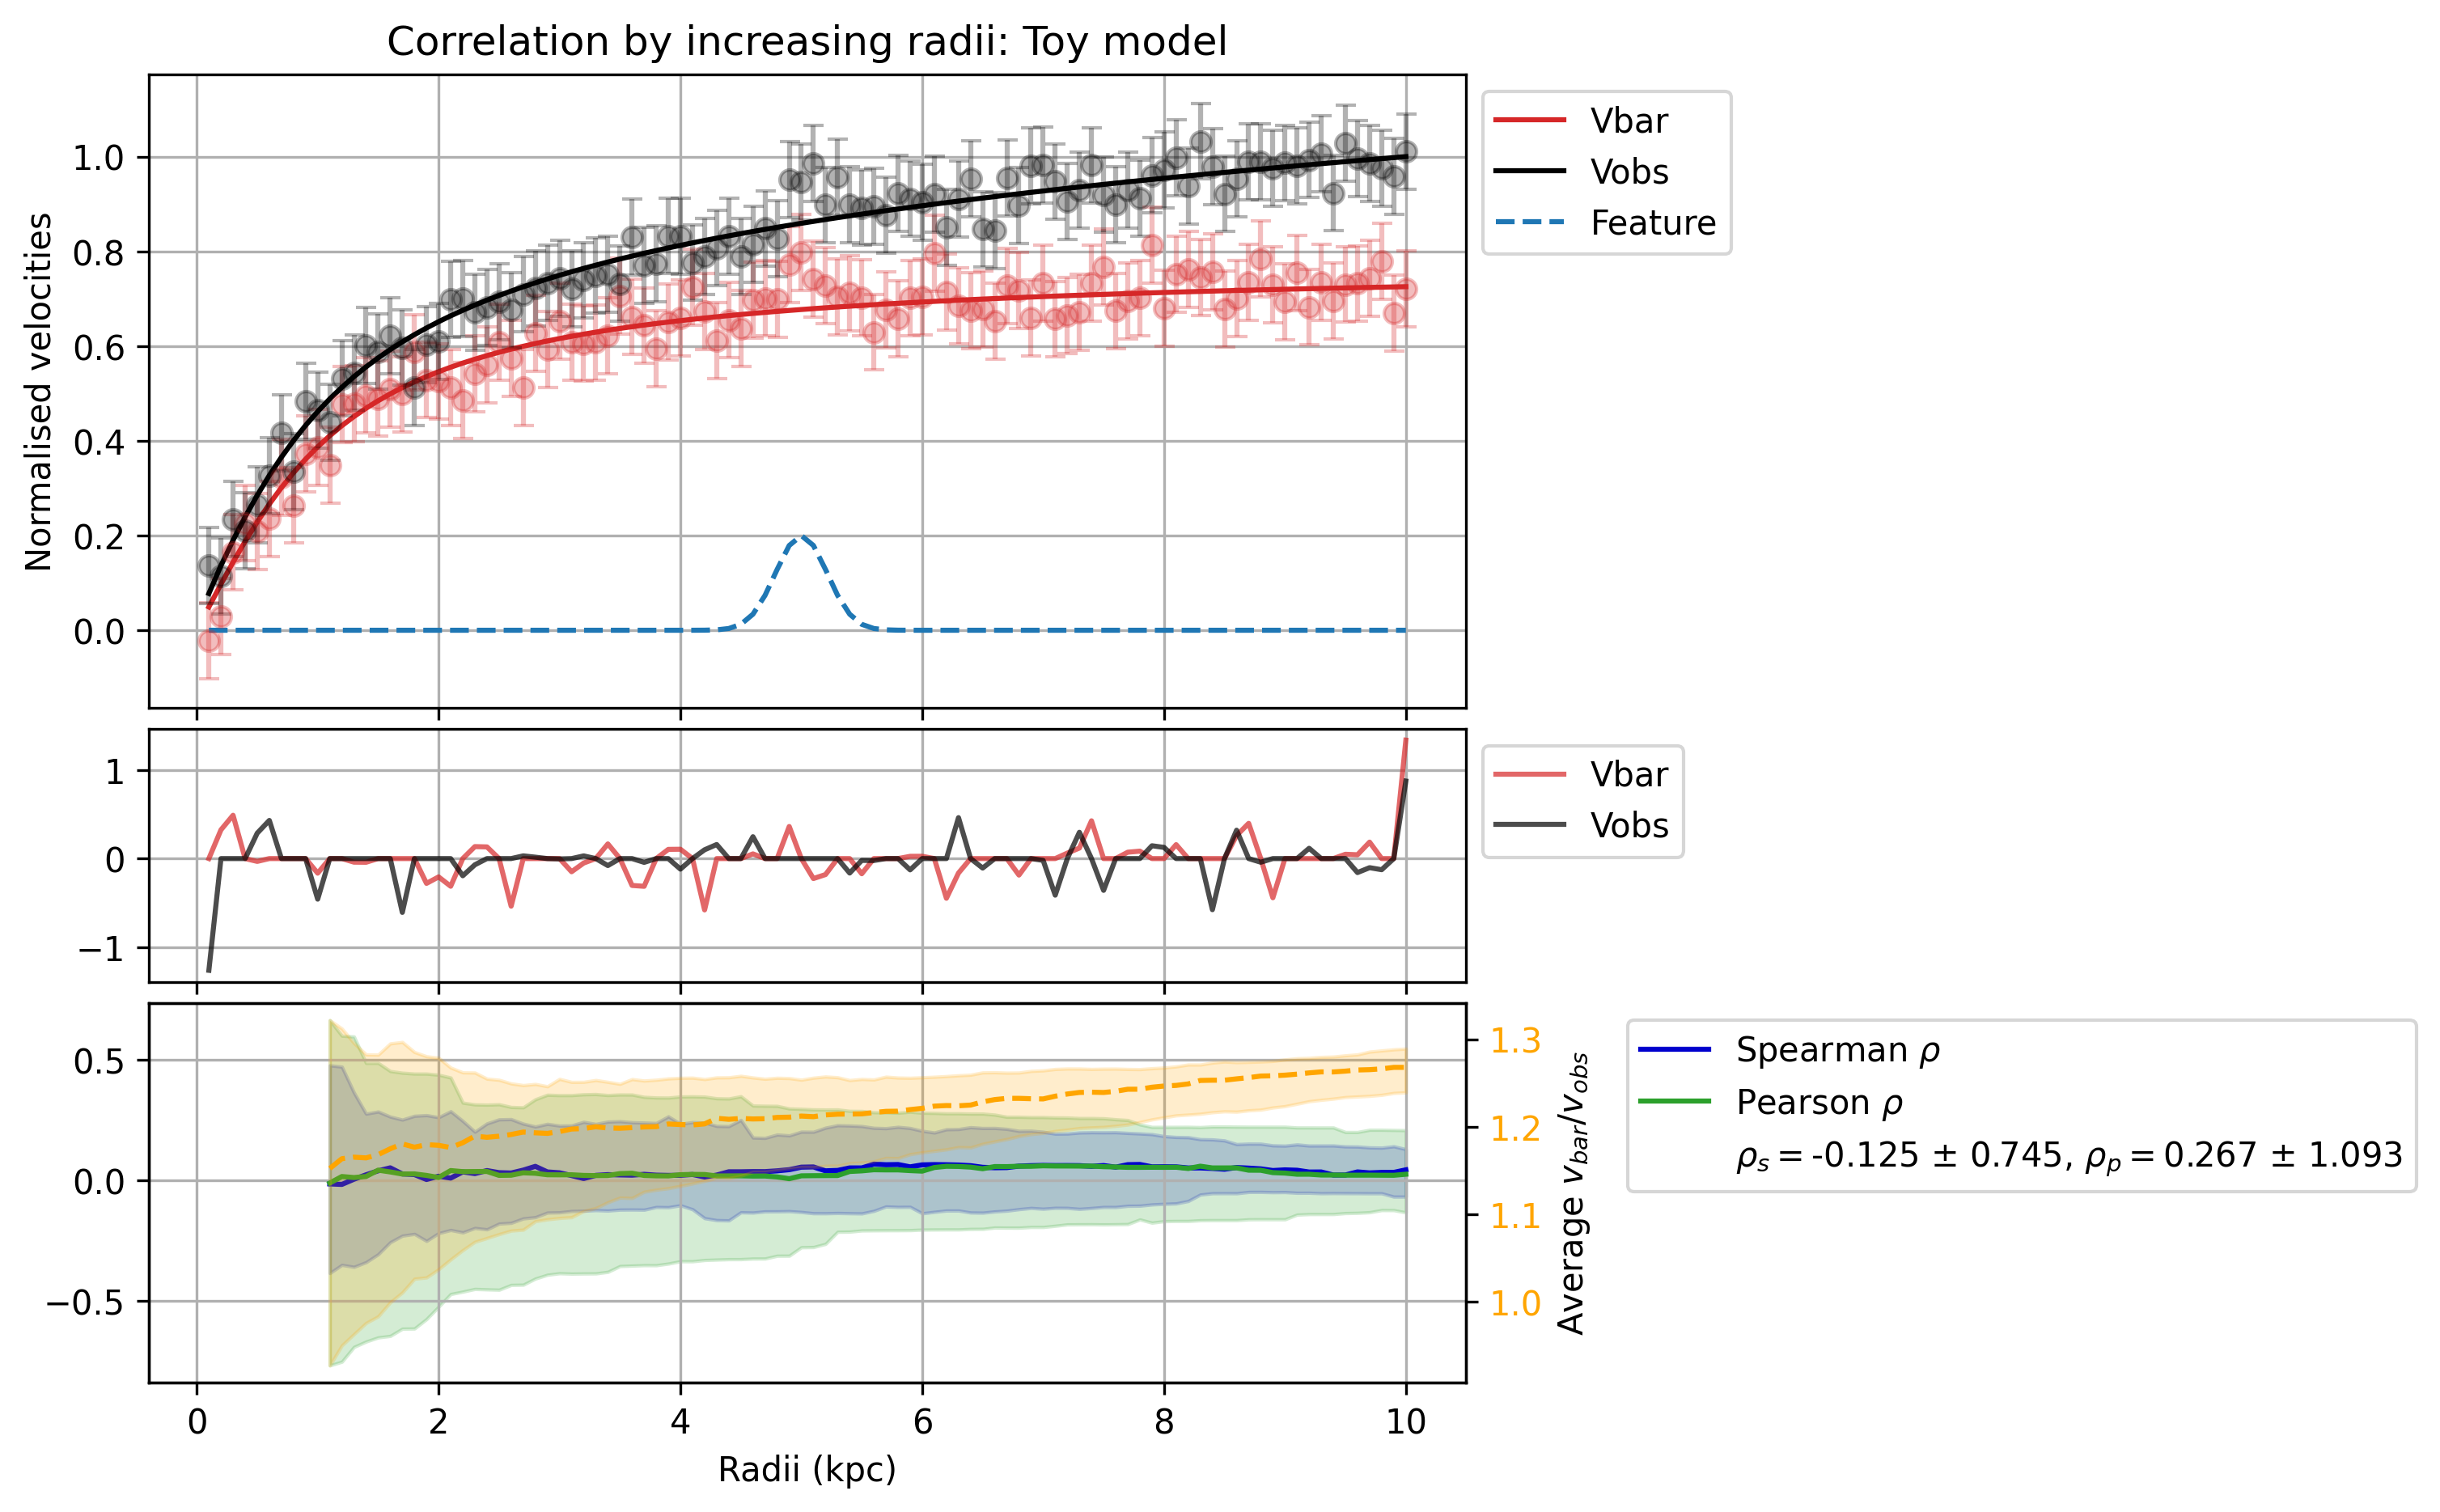 Correlation by increasing radii: Toy model
Normalised velocities
1.0
0.8
0.6
0.4
0.2
0.0
Vbar
Vobs
Feature
1
0
−1
Vbar
Vobs
0.5
0.0
−0.5
1.3
1.2
1.1
1.0
Average v_bar/v_obs
Spearman ρ
Pearson ρ
ρ_s = -0.125 ± 0.745, ρ_p = 0.267 ± 1.093
0 2 4 6 8 10
Radii (kpc)